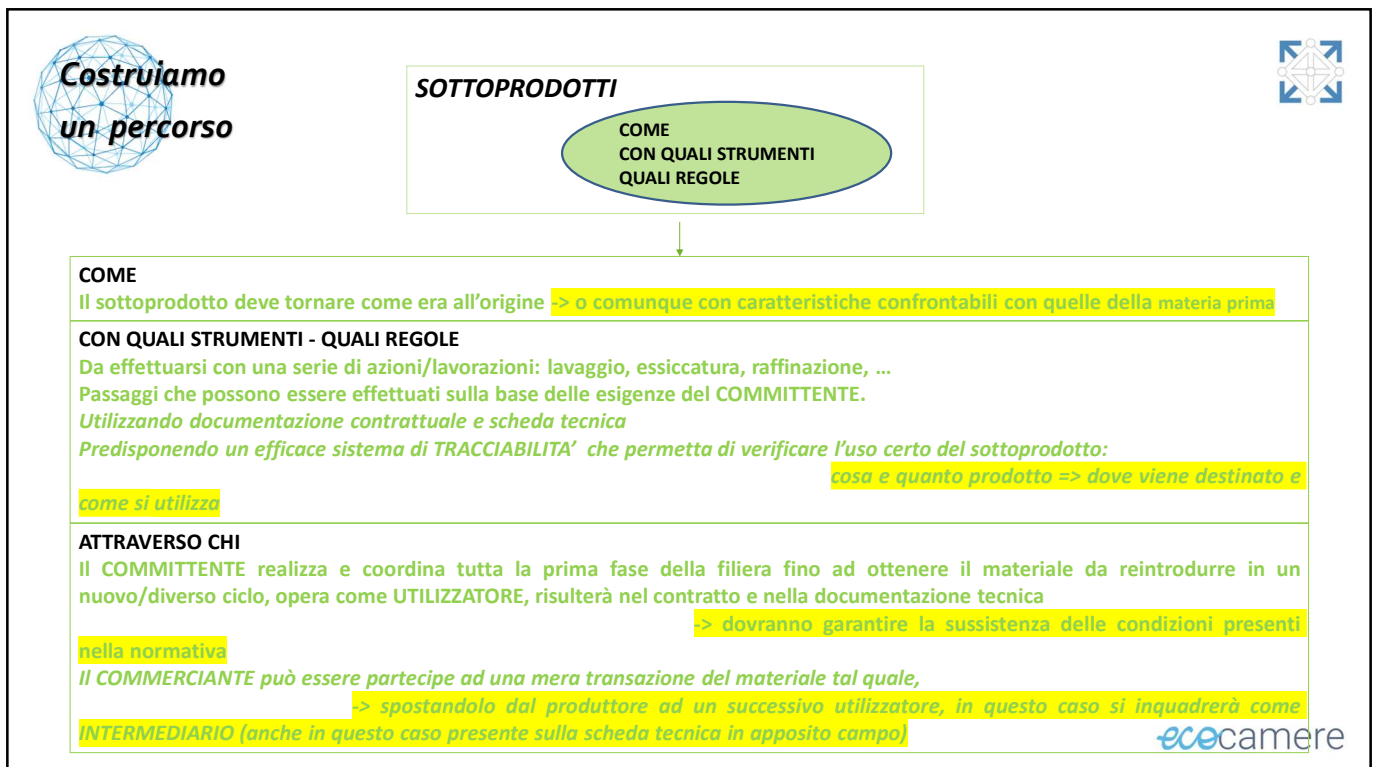 Costruiamo
un percorso
SOTTOPRODOTTI
COME
CON QUALI STRUMENTI
QUALI REGOLE
COME
Il sottoprodotto deve tornare come era all’origine -> o comunque con caratteristiche confrontabili con quelle della materia prima
CON QUALI STRUMENTI - QUALI REGOLE
Da effettuarsi con una serie di azioni/lavorazioni: lavaggio, essiccatura, raffinazione, …
Passaggi che possono essere effettuati sulla base delle esigenze del COMMITTENTE.
Utilizzando documentazione contrattuale e scheda tecnica
Predisponendo un efficace sistema di TRACCIABILITA’ che permetta di verificare l’uso certo del sottoprodotto:
cosa e quanto prodotto => dove viene destinato e
come si utilizza
ATTRAVERSO CHI
Il COMMITTENTE realizza e coordina tutta la prima fase della filiera fino ad ottenere il materiale da reintrodurre in un
nuovo/diverso ciclo, opera come UTILIZZATORE, risulterà nel contratto e nella documentazione tecnica
-> dovranno garantire la sussistenza delle condizioni presenti
nella normativa
Il COMMERCIANTE può essere partecipe ad una mera transazione del materiale tal quale,
-> spostandolo dal produttore ad un successivo utilizzatore, in questo caso si inquadrerà come
INTERMEDIARIO (anche in questo caso presente sulla scheda tecnica in apposito campo)
ecocamere